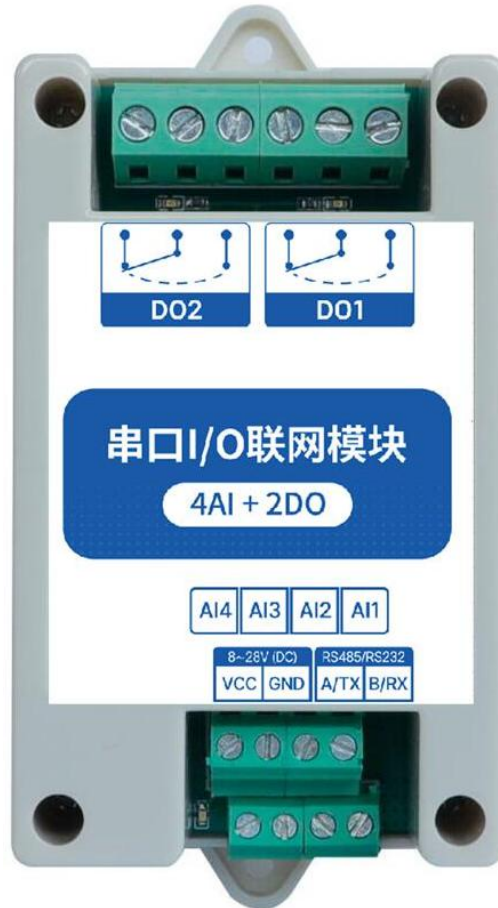 DO2 DO1
串口I/O联网模块
4AI + 2DO
AI4 AI3 AI2 AI1
8~28V (DC) RS485/RS232
VCC GND A/TX B/RX